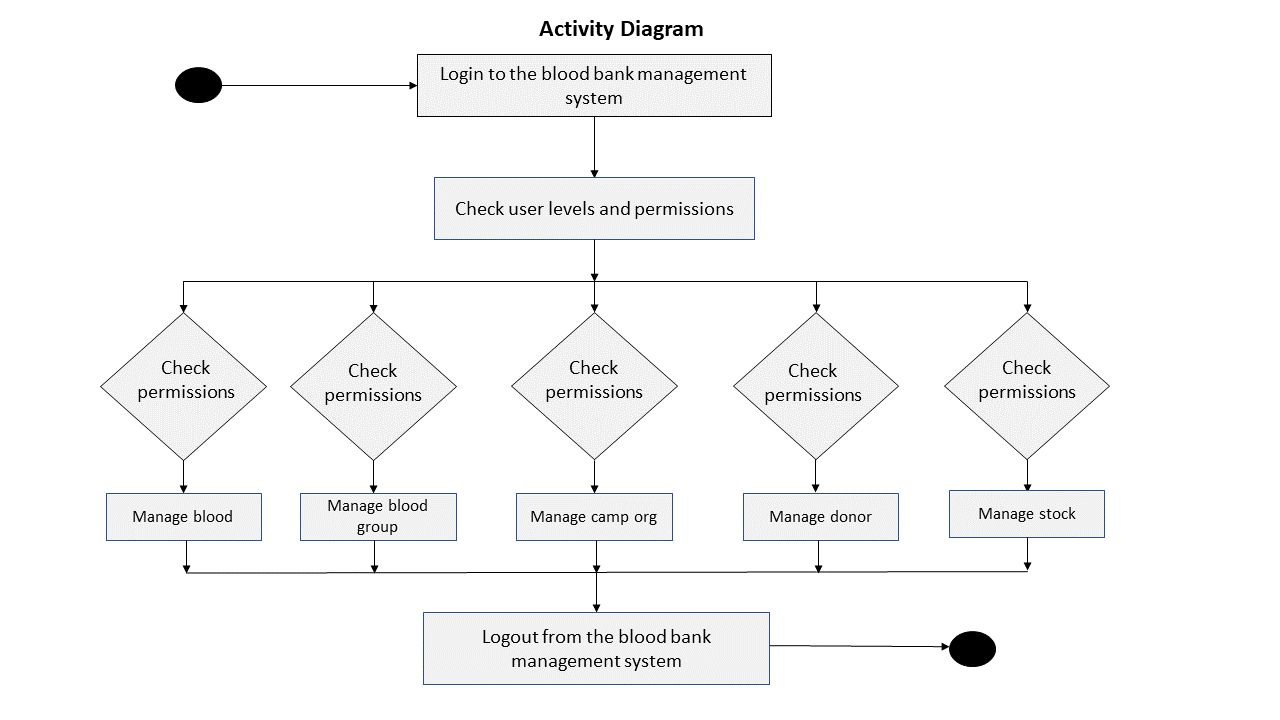 Activity Diagram
Login to the blood bank management
system
Check user levels and permissions
Check
permissions
Check
permissions
Check
permissions
Check
permissions
Check
permissions
Manage blood
Manage blood
group
Manage camp org
Manage donor
Manage stock
Logout from the blood bank
management system